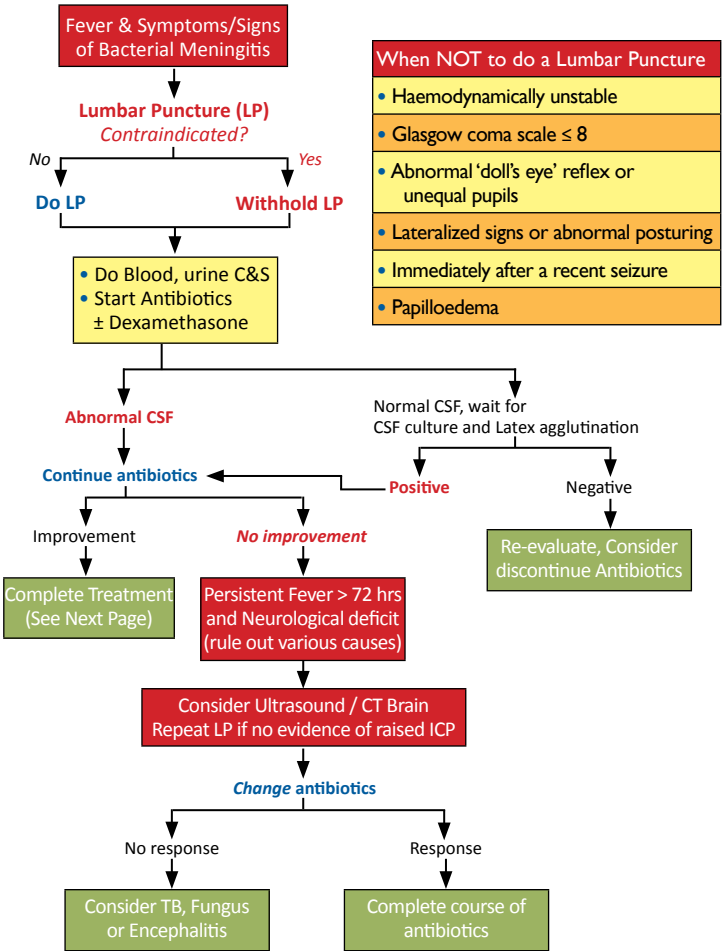 Fever & Symptoms/Signs
of Bacterial Meningitis
Lumbar Puncture (LP)
Contraindicated?
No
Yes
Do LP
Withhold LP
• Do Blood, urine C&S
• Start Antibiotics
± Dexamethasone
When NOT to do a Lumbar Puncture
• Haemodynamically unstable
• Glasgow coma scale ≤ 8
• Abnormal ‘doll’s eye’ reflex or
unequal pupils
• Lateralized signs or abnormal posturing
• Immediately after a recent seizure
• Papilloedema
Abnormal CSF
Normal CSF, wait for
CSF culture and Latex agglutination
Continue antibiotics
Positive
Negative
Improvement
No improvement
Re-evaluate, Consider
discontinue Antibiotics
Complete Treatment
(See Next Page)
Persistent Fever > 72 hrs
and Neurological deficit
(rule out various causes)
Consider Ultrasound / CT Brain
Repeat LP if no evidence of raised ICP
Change antibiotics
No response
Response
Consider TB, Fungus
or Encephalitis
Complete course of
antibiotics